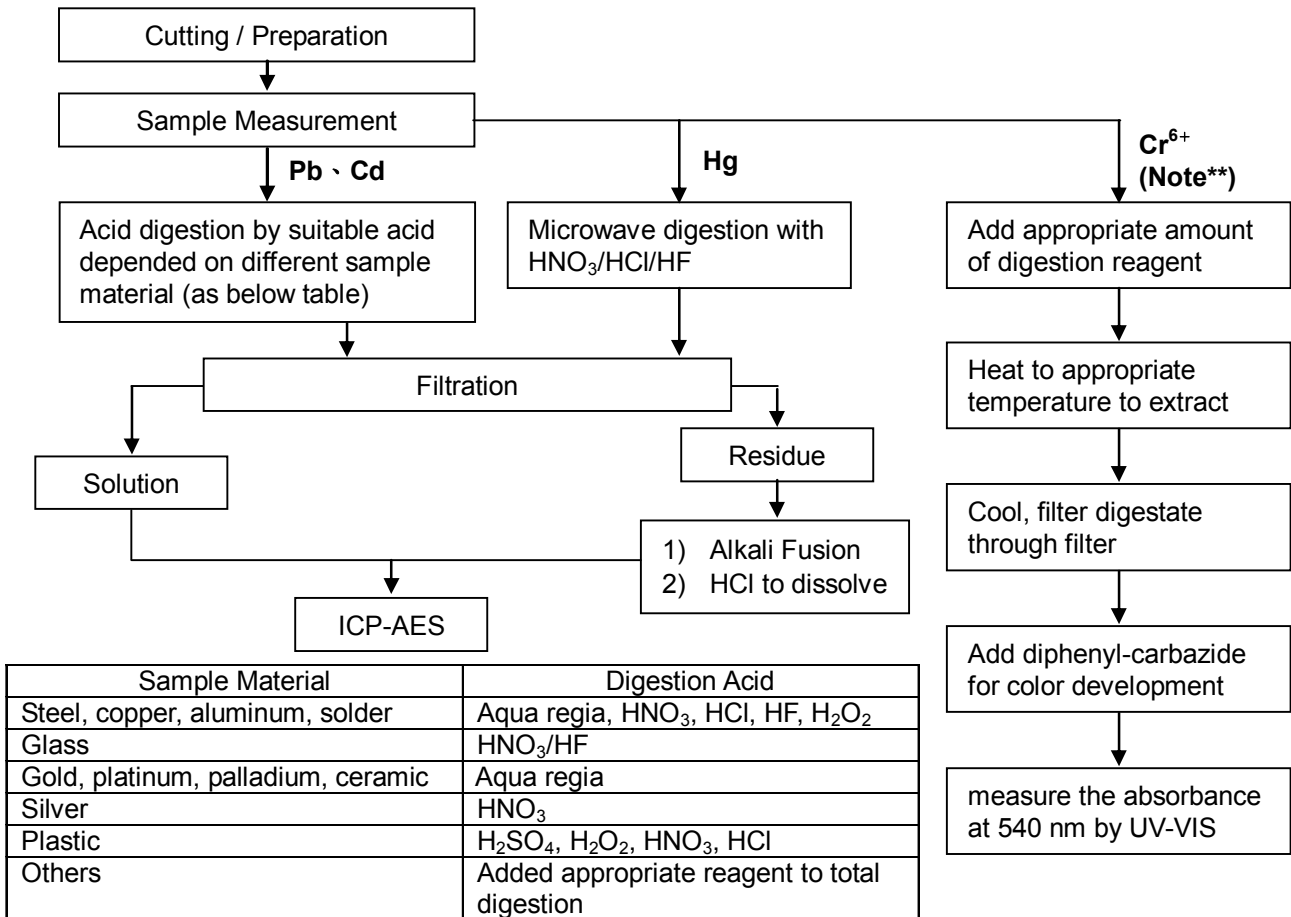 Cutting / Preparation
Sample Measurement
Pb、Cd
Hg
Cr⁶⁺
(Note**)
Acid digestion by suitable acid
depended on different sample
material (as below table)
Microwave digestion with
HNO₃/HCl/HF
Add appropriate amount
of digestion reagent
Filtration
Heat to appropriate
temperature to extract
Solution
Residue
1) Alkali Fusion
2) HCl to dissolve
Cool, filter digestate
through filter
ICP-AES
Add diphenyl-carbazide
for color development
measure the absorbance
at 540 nm by UV-VIS
Sample Material Digestion Acid
Steel, copper, aluminum, solder Aqua regia, HNO₃, HCl, HF, H₂O₂
Glass HNO₃/HF
Gold, platinum, palladium, ceramic Aqua regia
Silver HNO₃
Plastic H₂SO₄, H₂O₂, HNO₃, HCl
Others Added appropriate reagent to total
digestion